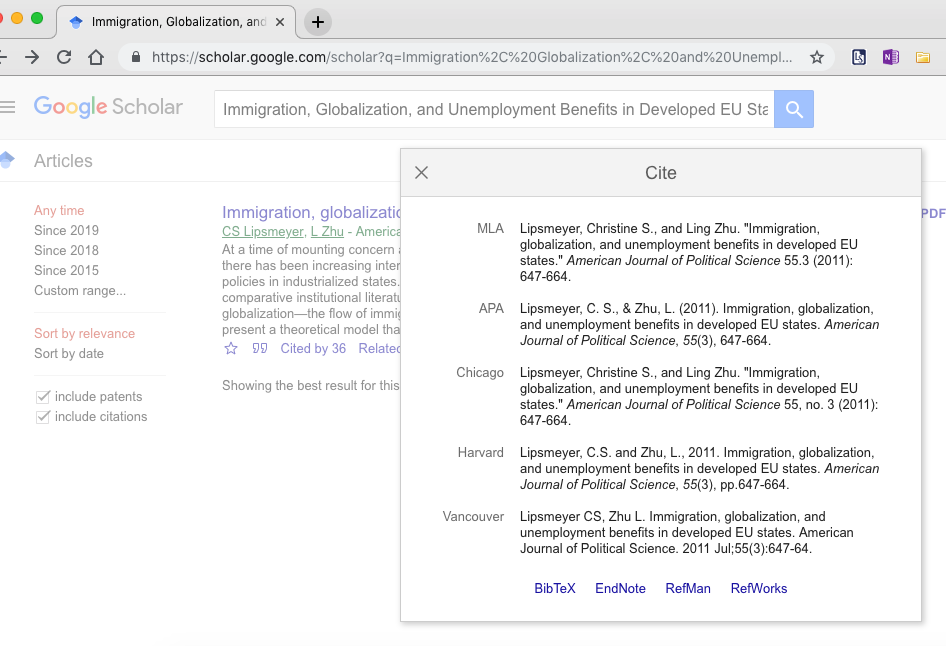 Immigration, Globalization, and
https://scholar.google.com/scholar?q=Immigration%2C%20Globalization%2C%20and%20Unempl...
Google Scholar
Immigration, Globalization, and Unemployment Benefits in Developed EU Sta
Articles
Any time
Since 2019
Since 2018
Since 2015
Custom range...
Sort by relevance
Sort by date
include patents
include citations
Immigration, globalizatic
CS Lipsmeyer, L Zhu - America
At a time of mounting concern
there has been increasing inter
policies in industrialized states.
comparative institutional literatu
globalization—the flow of immig
present a theoretical model tha
Cited by 36 Related
Showing the best result for this
PDF
Cite
MLA Lipsmeyer, Christine S., and Ling Zhu. "Immigration,
globalization, and unemployment benefits in developed EU
states." American Journal of Political Science 55.3 (2011):
647-664.
APA Lipsmeyer, C. S., & Zhu, L. (2011). Immigration, globalization,
and unemployment benefits in developed EU states. American
Journal of Political Science, 55(3), 647-664.
Chicago Lipsmeyer, Christine S., and Ling Zhu. "Immigration,
globalization, and unemployment benefits in developed EU
states." American Journal of Political Science 55, no. 3 (2011):
647-664.
Harvard Lipsmeyer, C.S. and Zhu, L., 2011. Immigration, globalization,
and unemployment benefits in developed EU states. American
Journal of Political Science, 55(3), pp.647-664.
Vancouver Lipsmeyer CS, Zhu L. Immigration, globalization, and
unemployment benefits in developed EU states. American
Journal of Political Science. 2011 Jul;55(3):647-64.
BibTeX EndNote RefMan RefWorks